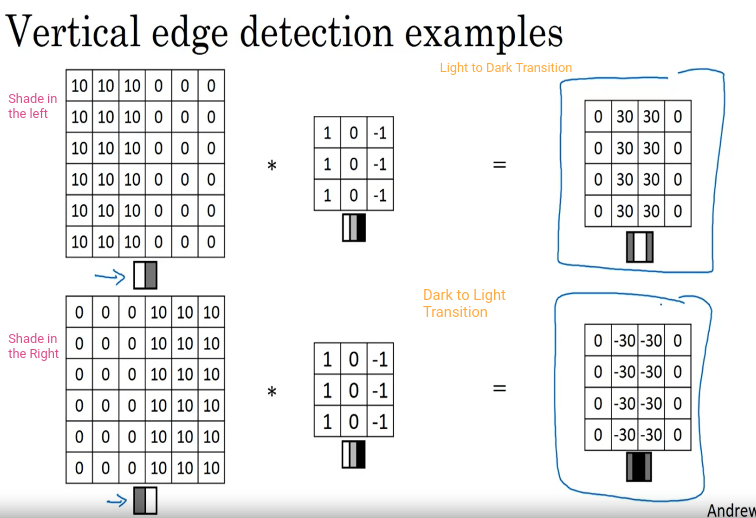 Vertical edge detection examples
Light to Dark Transition
Shade in
the left
10 10 10 0 0 0
10 10 10 0 0 0
10 10 10 0 0 0
10 10 10 0 0 0
10 10 10 0 0 0
10 10 10 0 0 0
*
1 0 -1
1 0 -1
1 0 -1
=
0 30 30 0
0 30 30 0
0 30 30 0
0 30 30 0
Dark to Light
Transition
Shade in
the Right
0 0 0 10 10 10
0 0 0 10 10 10
0 0 0 10 10 10
0 0 0 10 10 10
0 0 0 10 10 10
0 0 0 10 10 10
*
1 0 -1
1 0 -1
1 0 -1
=
0 -30 -30 0
0 -30 -30 0
0 -30 -30 0
0 -30 -30 0